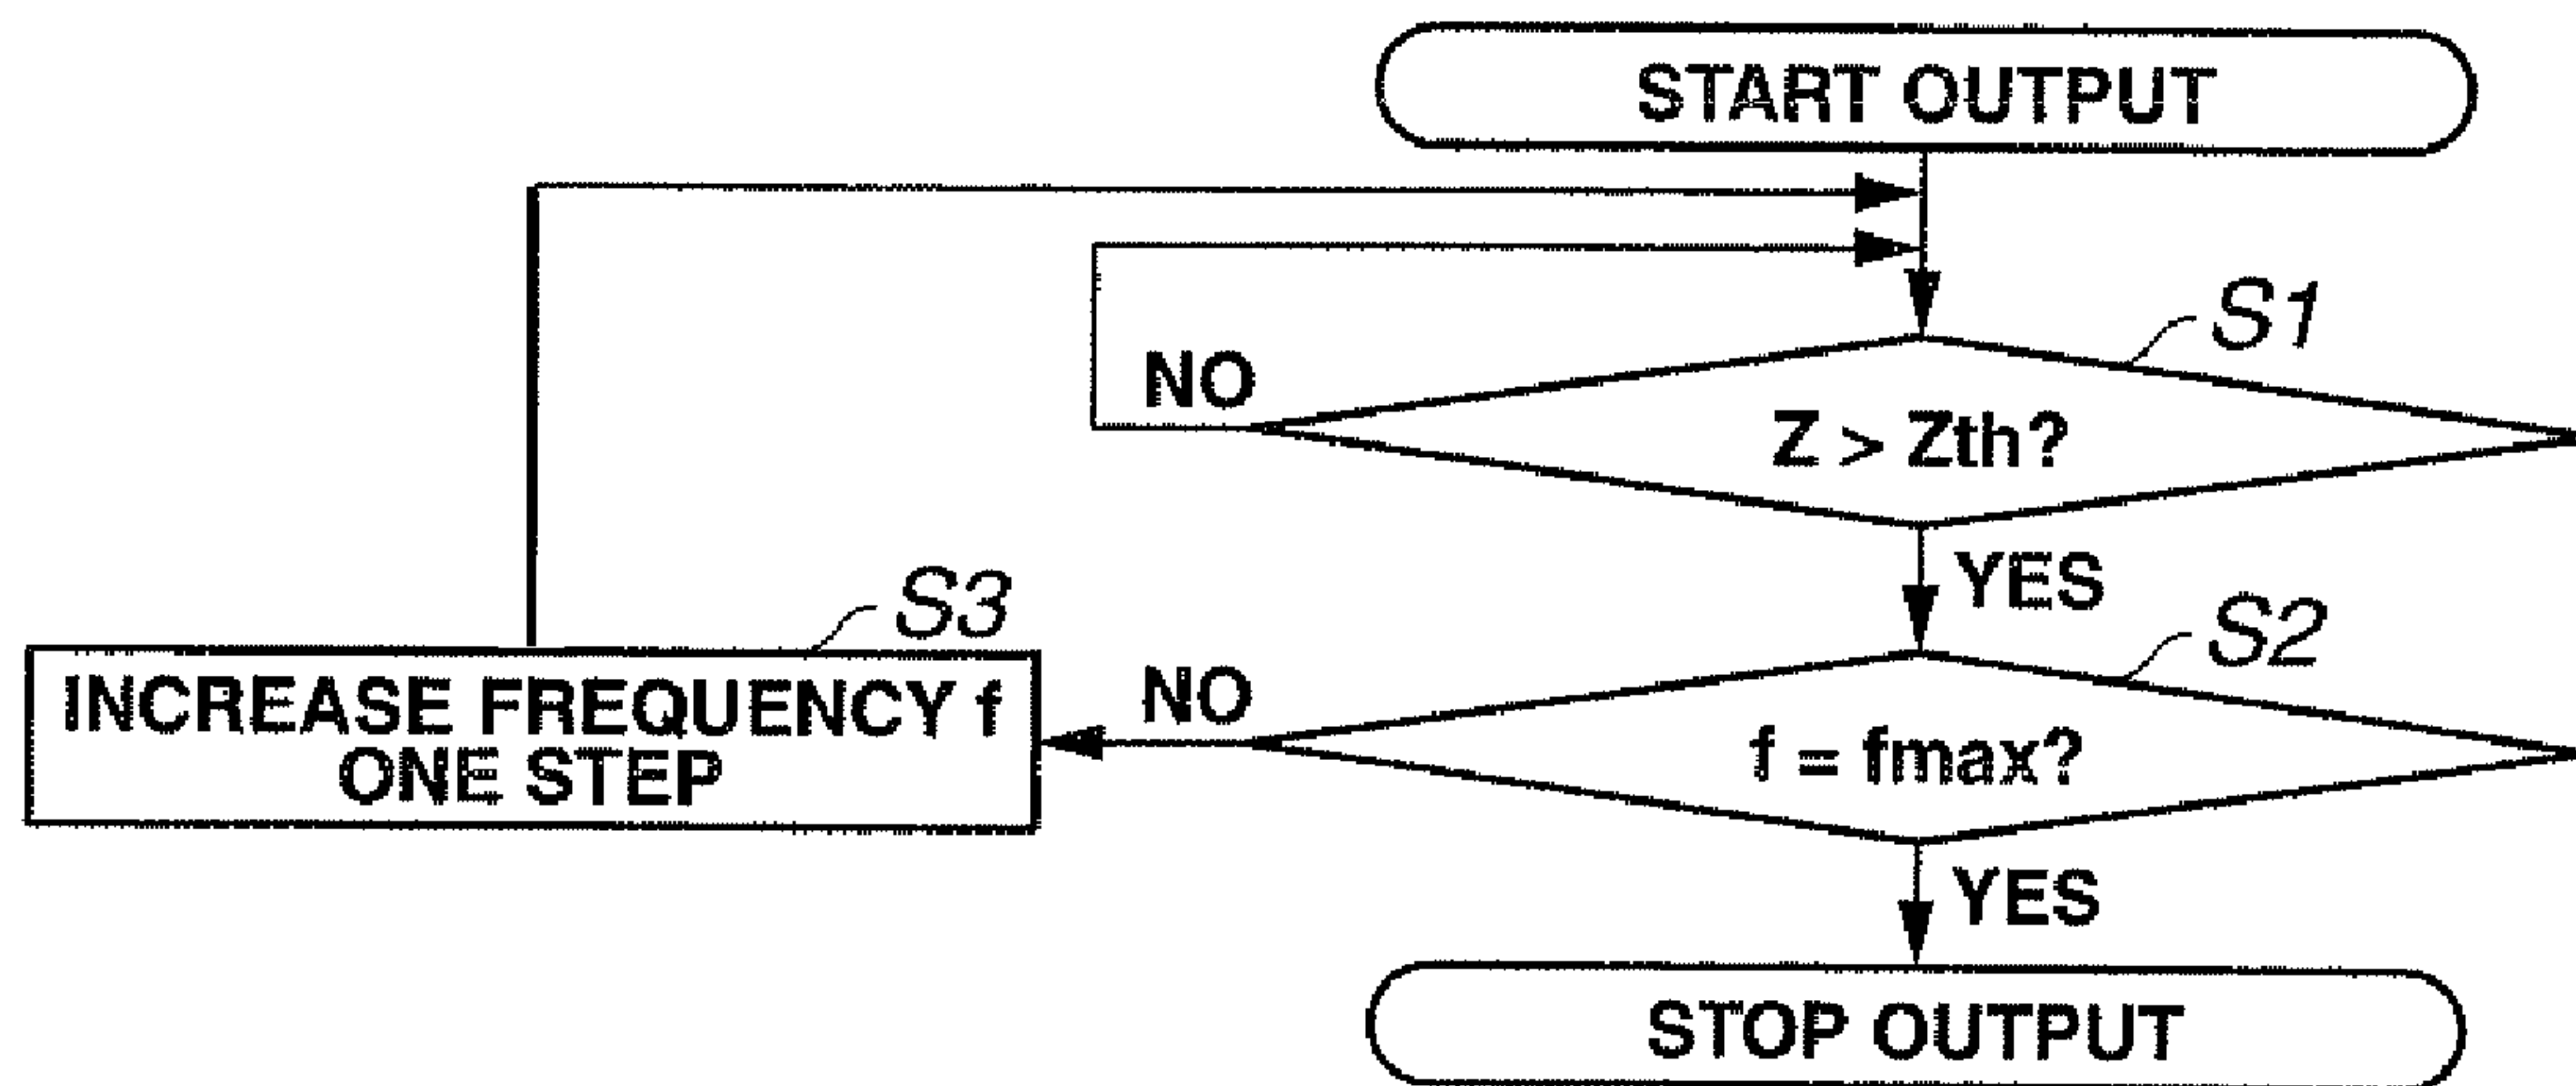 START OUTPUT
S1
NO
Z > Zth?
YES
S3
S2
INCREASE FREQUENCY f
ONE STEP
NO
f = fmax?
YES
STOP OUTPUT